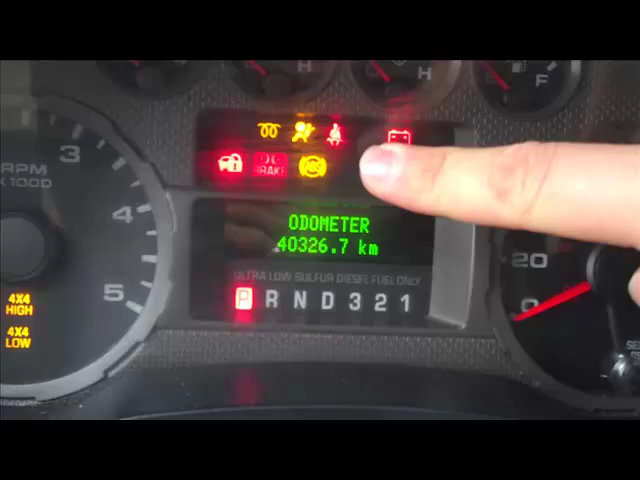 H
H
F
RPM
X1000
3
4
5
BRAKE
ODOMETER
40326.7 km
ULTRA LOW SULFUR DIESEL FUEL ONLY
P R N D 3 2 1
4X4
HIGH
4X4
LOW
20
0